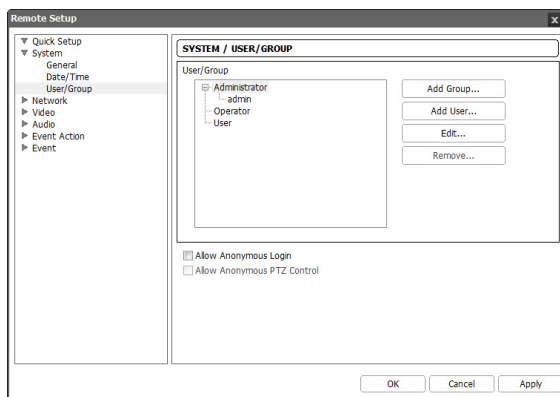 Remote Setup
x
Quick Setup
System
General
Date/Time
User/Group
Network
Video
Audio
Event Action
Event
SYSTEM / USER/GROUP
User/Group
Administrator
admin
Operator
User
Add Group...
Add User...
Edit...
Remove...
Allow Anonymous Login
Allow Anonymous PTZ Control
OK
Cancel
Apply